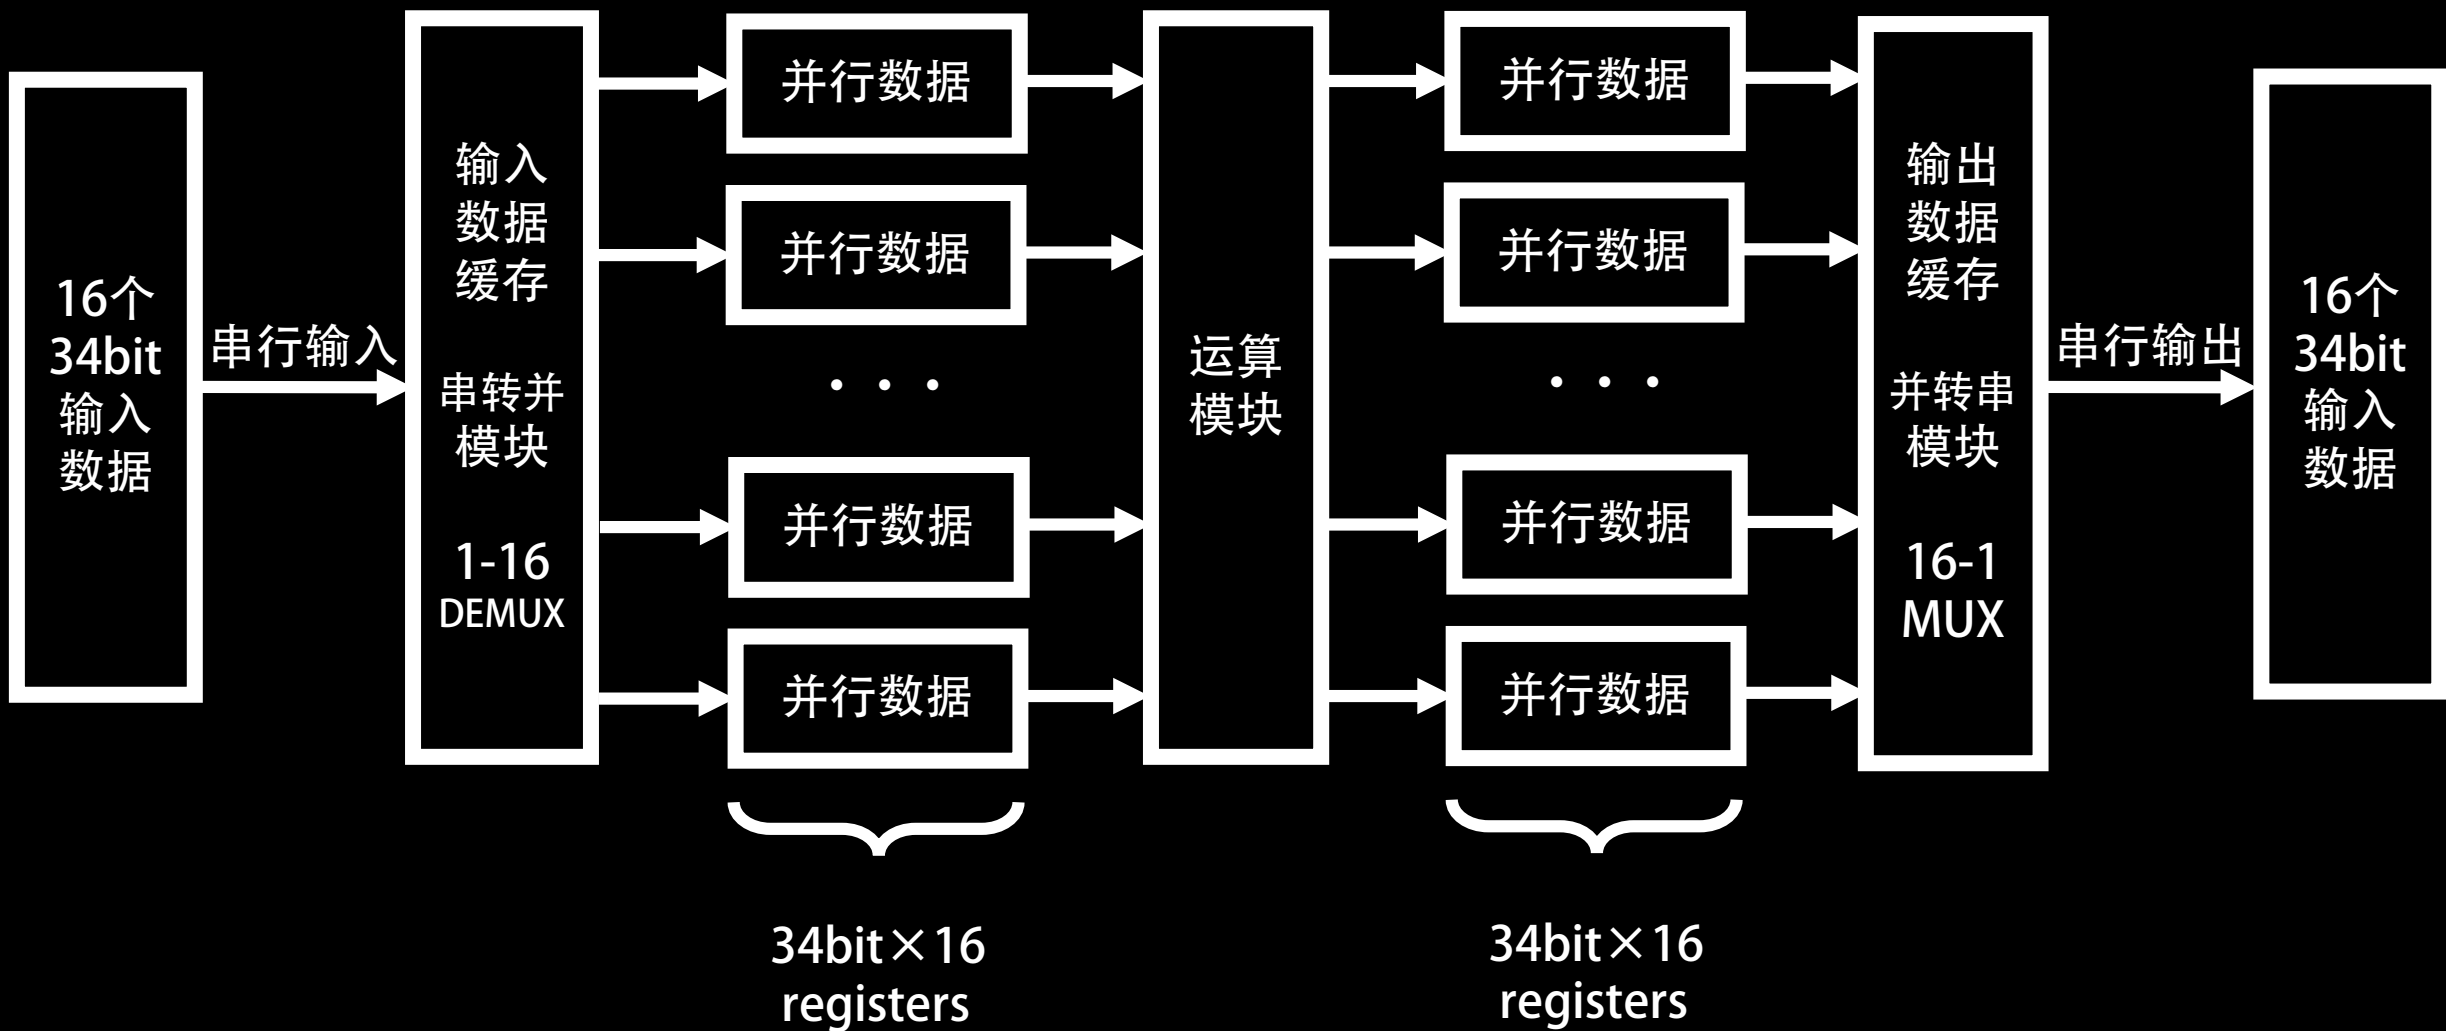 16个
34bit
输入
数据
串行输入
输入
数据
缓存
串转并
模块
1-16
DEMUX
并行数据
并行数据
· · ·
并行数据
并行数据
34bit×16
registers
运算
模块
并行数据
并行数据
· · ·
并行数据
并行数据
34bit×16
registers
输出
数据
缓存
并转串
模块
16-1
MUX
串行输出
16个
34bit
输入
数据